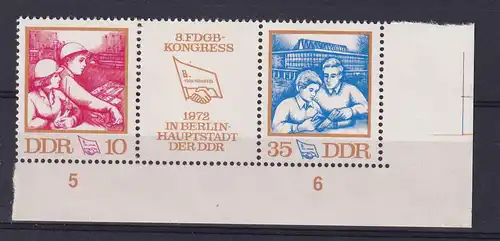 8. FDGB-
KONGRESS
8.
FDGB-KONGRESS
1972
IN BERLIN-
HAUPTSTADT
DER DDR
DDR 10
35 DDR
5
6